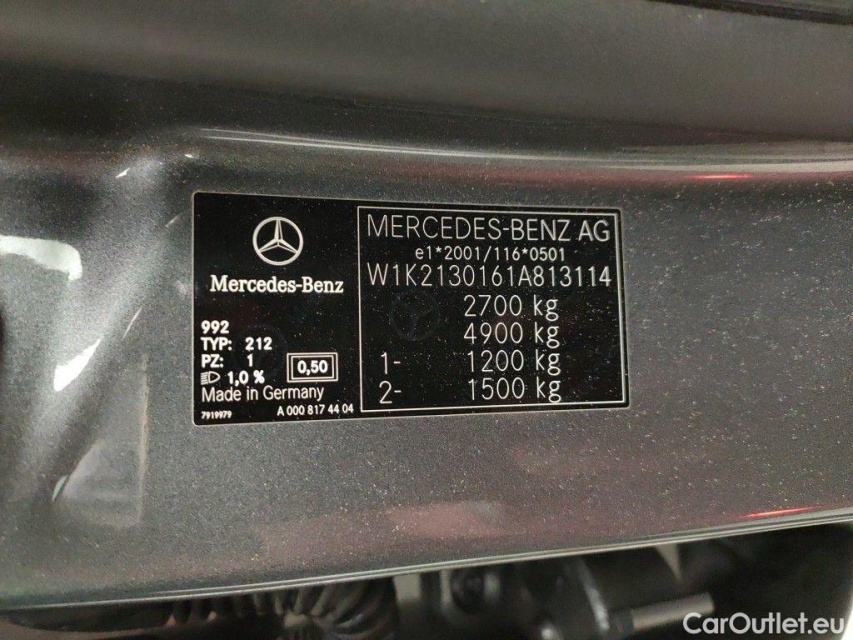 Mercedes-Benz
992
TYP: 212
PZ: 1
1,0 %
0,50
Made in Germany
7919979
A 000 817 44 04
MERCEDES-BENZ AG
e1*2001/116*0501
W1K2130161A813114
2700 kg
4900 kg
1- 1200 kg
2- 1500 kg
CarOutlet.eu